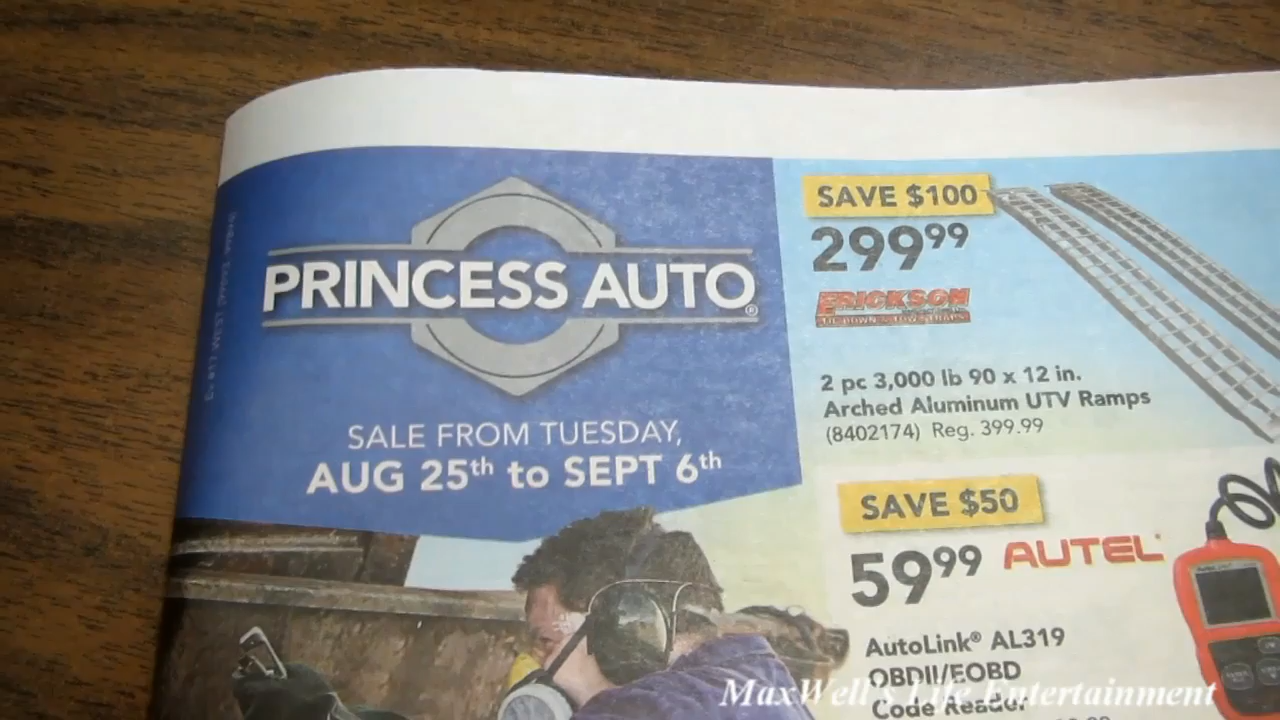 PRINCESS AUTO®
SALE FROM TUESDAY,
AUG 25th to SEPT 6th
SAVE $100
299.99
ERICKSON
2 pc 3,000 lb 90 x 12 in.
Arched Aluminum UTV Ramps
(8402174) Reg. 399.99
SAVE $50
59.99 AUTEL
AutoLink® AL319
OBDII/EOBD
Code Reader
MaxWell's Life Entertainment